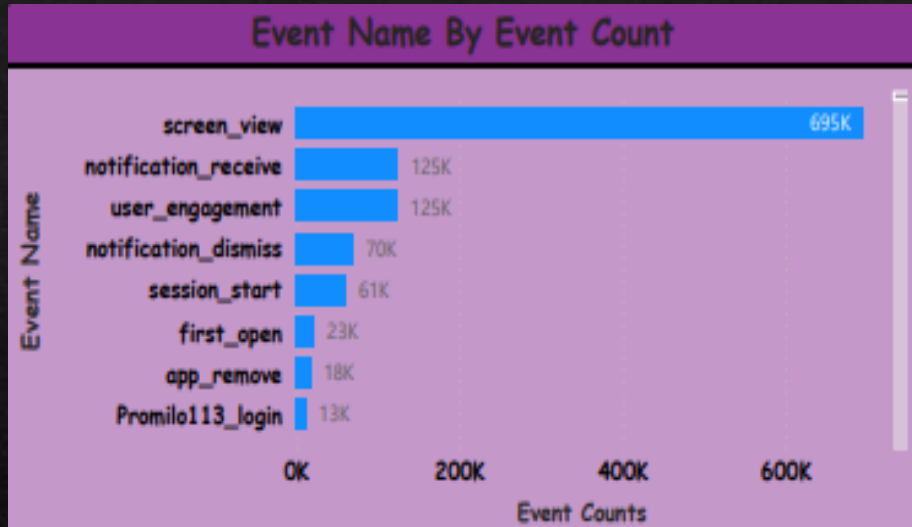 Event Name By Event Count
Event Name
screen_view 695K
notification_receive 125K
user_engagement 125K
notification_dismiss 70K
session_start 61K
first_open 23K
app_remove 18K
Promilo113_login 13K
0K 200K 400K 600K
Event Counts